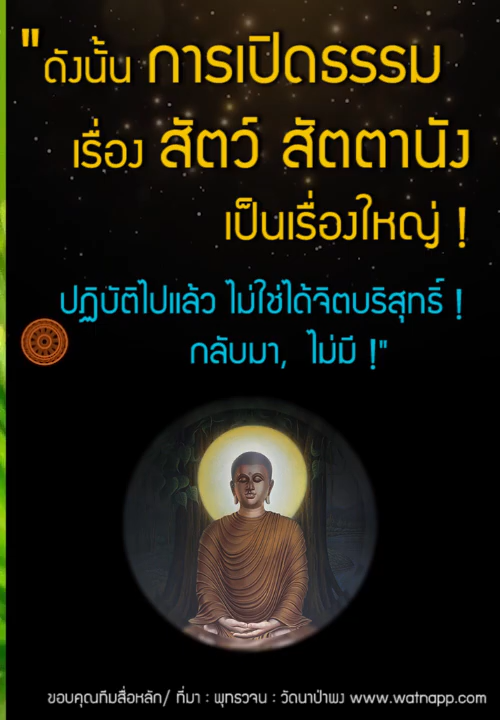 "ดังนั้น การเปิดธรรม
เรื่อง สัตว์ สัตตานัง
เป็นเรื่องใหญ่ !
ปฏิบัติไปแล้ว ไม่ใช่ได้จิตบริสุทธิ์ !
กลับมา, ไม่มี !"
ขอบคุณทีมสื่อหลัก/ ที่มา : พุทธวจน : วัดนาป่าพง www.watnapp.com